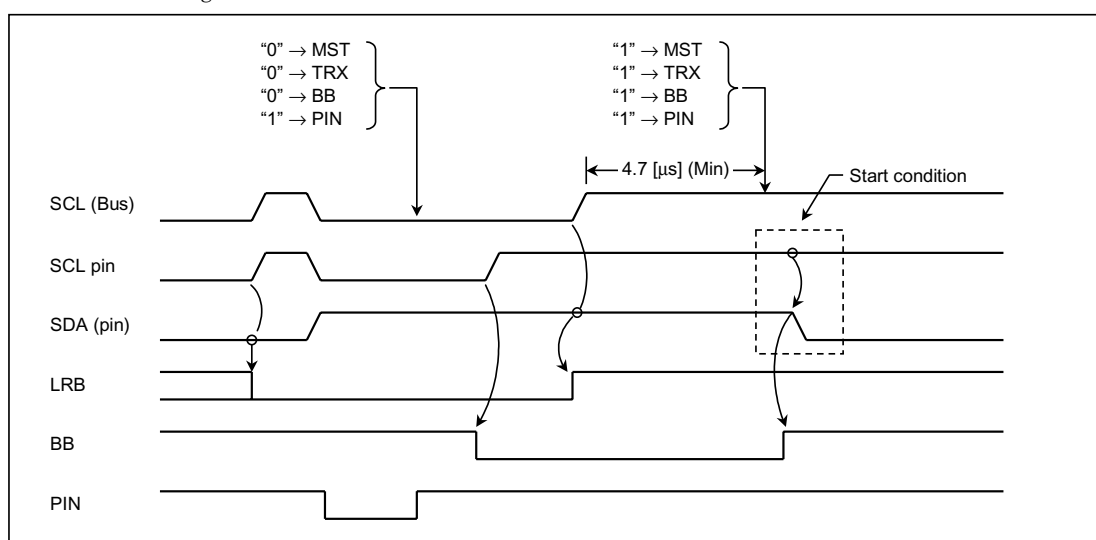 “0” → MST
“0” → TRX
“0” → BB
“1” → PIN
“1” → MST
“1” → TRX
“1” → BB
“1” → PIN
4.7 [μs] (Min)
Start condition
SCL (Bus)
SCL pin
SDA (pin)
LRB
BB
PIN